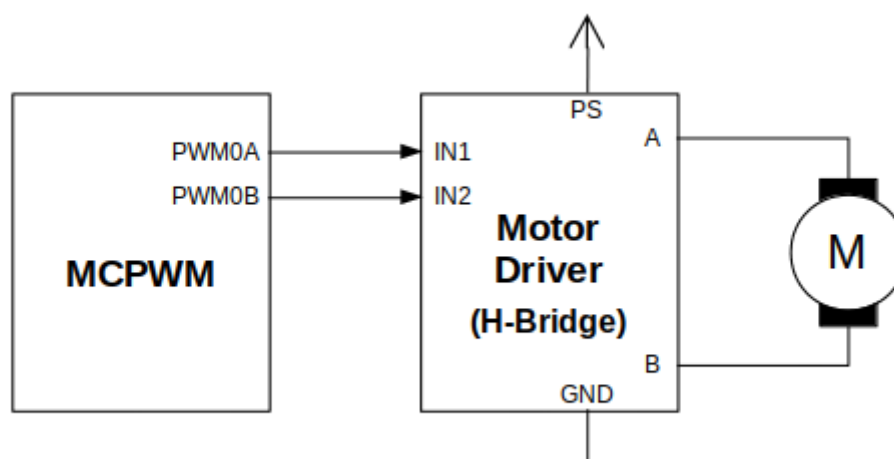 PS
PWM0A
IN1
A
PWM0B
IN2
MCPWM
Motor
Driver
(H-Bridge)
M
B
GND